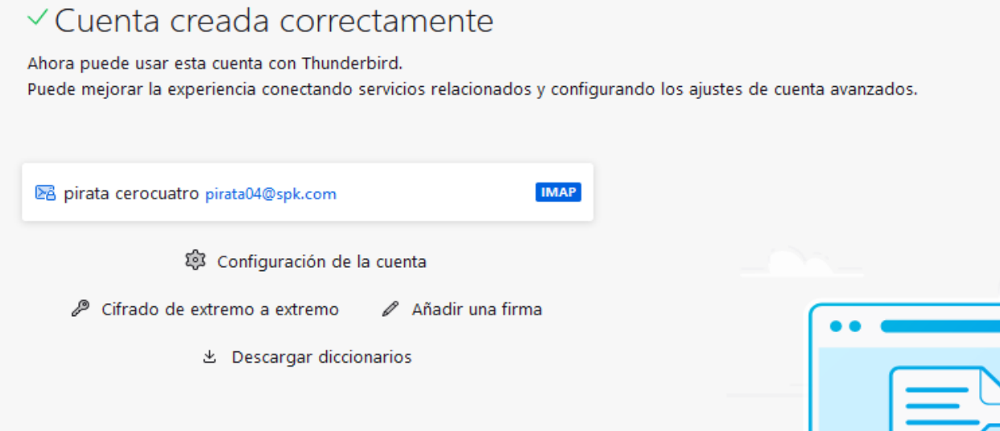 Cuenta creada correctamente
Ahora puede usar esta cuenta con Thunderbird.
Puede mejorar la experiencia conectando servicios relacionados y configurando los ajustes de cuenta avanzados.
pirata cerocuatro pirata04@spk.com IMAP
Configuración de la cuenta
Cifrado de extremo a extremo Añadir una firma
Descargar diccionarios